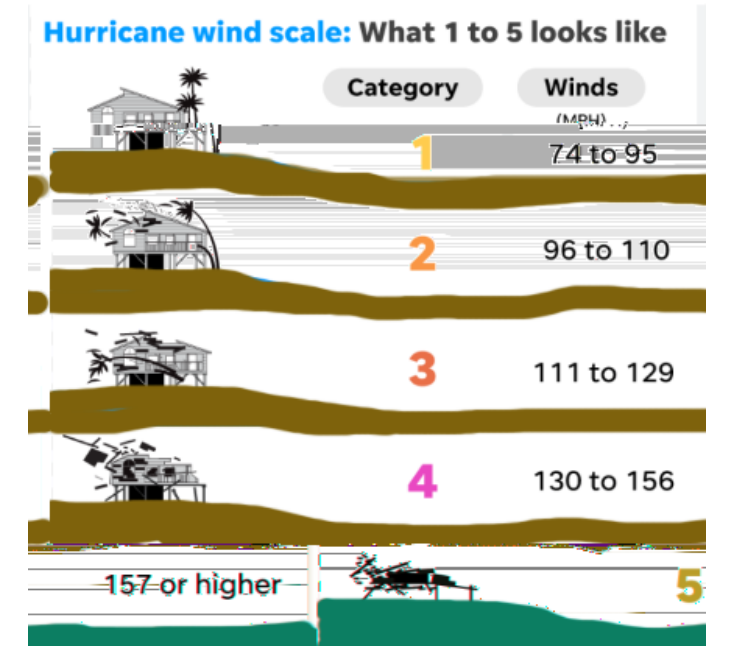 Hurricane wind scale: What 1 to 5 looks like
Category Winds
(MPH)
1 74 to 95
2 96 to 110
3 111 to 129
4 130 to 156
157 or higher 5